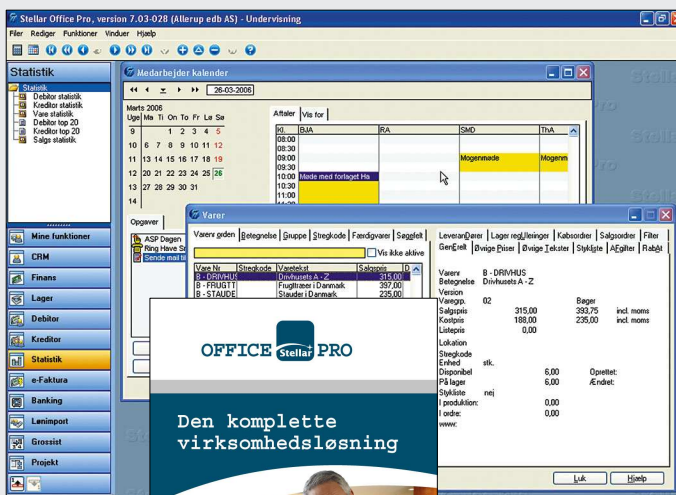 Stellar Office Pro, version 7.03-028 (Allerup edb AS) - Undervisning
Filer Rediger Funktioner Vinduer Hjælp
Statistik
Statistik
Debitor statistik
Kreditor statistik
Vare statistik
Debitor top 20
Kreditor top 20
Salgs statistik
Mine funktioner
CRM
Finans
Lager
Debitor
Kreditor
Statistik
e-Faktura
Banking
Lønimport
Grossist
Projekt
Medarbejder kalender
26-03-2006
Marts 2006
Uge Ma Ti On To Fr Lø Sø
9 1 2 3 4 5
10 6 7 8 9 10 11 12
11 13 14 15 16 17 18 19
12 20 21 22 23 24 25 26
13 27 28 29 30 31
14
Aftaler Vis for
Kl. BJA RA SMD ThA
08:00
08:30
09:00 Mogenmøde Mogenm
09:30
10:00 Møde med forlaget Ha
10:30
11:00
Opgaver
ASP Dagen
Ring Have Se
Sende mail til
Varer
Varens orden Betegnelse Gruppe Stregkode Færdigvarer Søgefelt
Vis ikke aktive
Vare Nr Stregkode Varetekst Salgspris D
B - DRIVHUS Drivhusets A - Z 315,00
B - FRUGTT Frugttræer i Danmark 397,00
B - STAUDE Stauder i Danmark 235,00
LeveranDører Lager regUleringer Købsordrer Salgsordrer Filter
GenErelt Øvrige Priser Øvrige Tekster Stykliste AFgifter RabAt
Varenr B - DRIVHUS
Betegnelse Drivhusets A - Z
Version
Varegrp. 02 Bøger
Salgspris 315,00 393,75 incl. moms
Kostpris 188,00 235,00 incl. moms
Listepris 0,00
Lokation
Stregkode
Enhed stk.
Disponibel 6,00 Oprettet:
På lager 6,00 Ændret:
Stykliste nej
I produktion: 0,00
I ordre: 0,00
www:
Luk Hjælp
OFFICE Stellar PRO
Den komplette
virksomhedsløsning